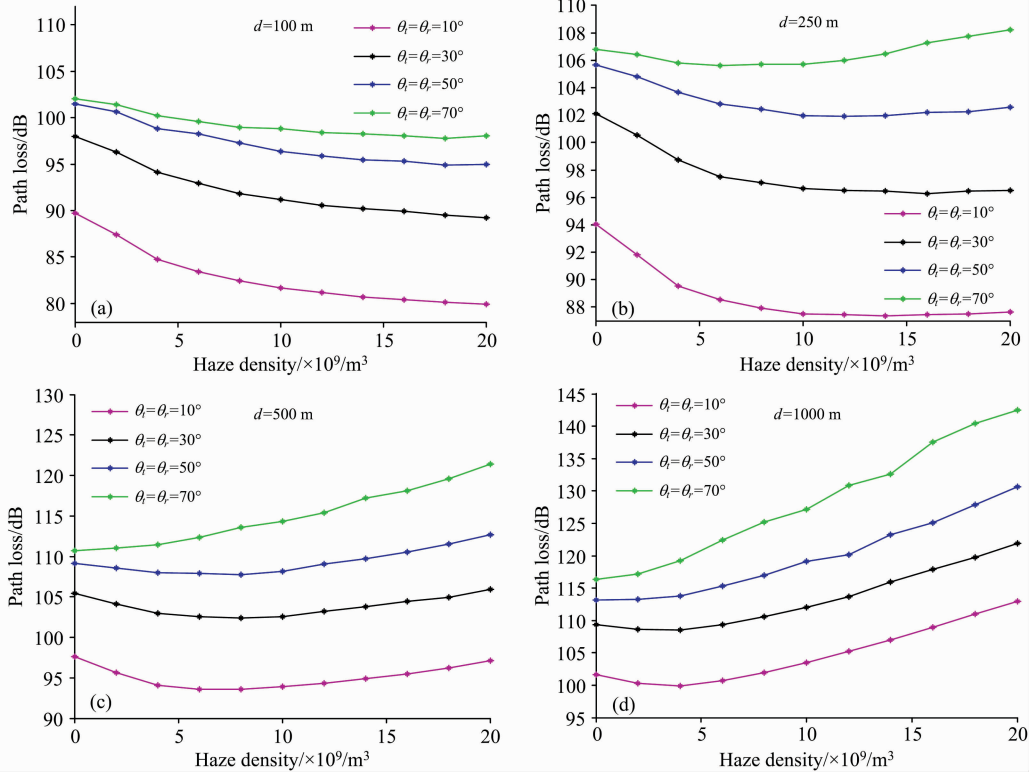 110
105
100
95
90
85
80
Path loss/dB
d=100 m
θt=θr=10°
θt=θr=30°
θt=θr=50°
θt=θr=70°
(a)
0 5 10 15 20
Haze density/×10⁹/m³
110
108
106
104
102
100
98
96
94
92
90
88
Path loss/dB
d=250 m
θt=θr=10°
θt=θr=30°
θt=θr=50°
θt=θr=70°
(b)
0 5 10 15 20
Haze density/×10⁹/m³
130
125
120
115
110
105
100
95
90
Path loss/dB
θt=θr=10°
θt=θr=30°
θt=θr=50°
θt=θr=70°
d=500 m
(c)
0 5 10 15 20
Haze density/×10⁹/m³
145
140
135
130
125
120
115
110
105
100
95
Path loss/dB
θt=θr=10°
θt=θr=30°
θt=θr=50°
θt=θr=70°
d=1000 m
(d)
0 5 10 15 20
Haze density/×10⁹/m³